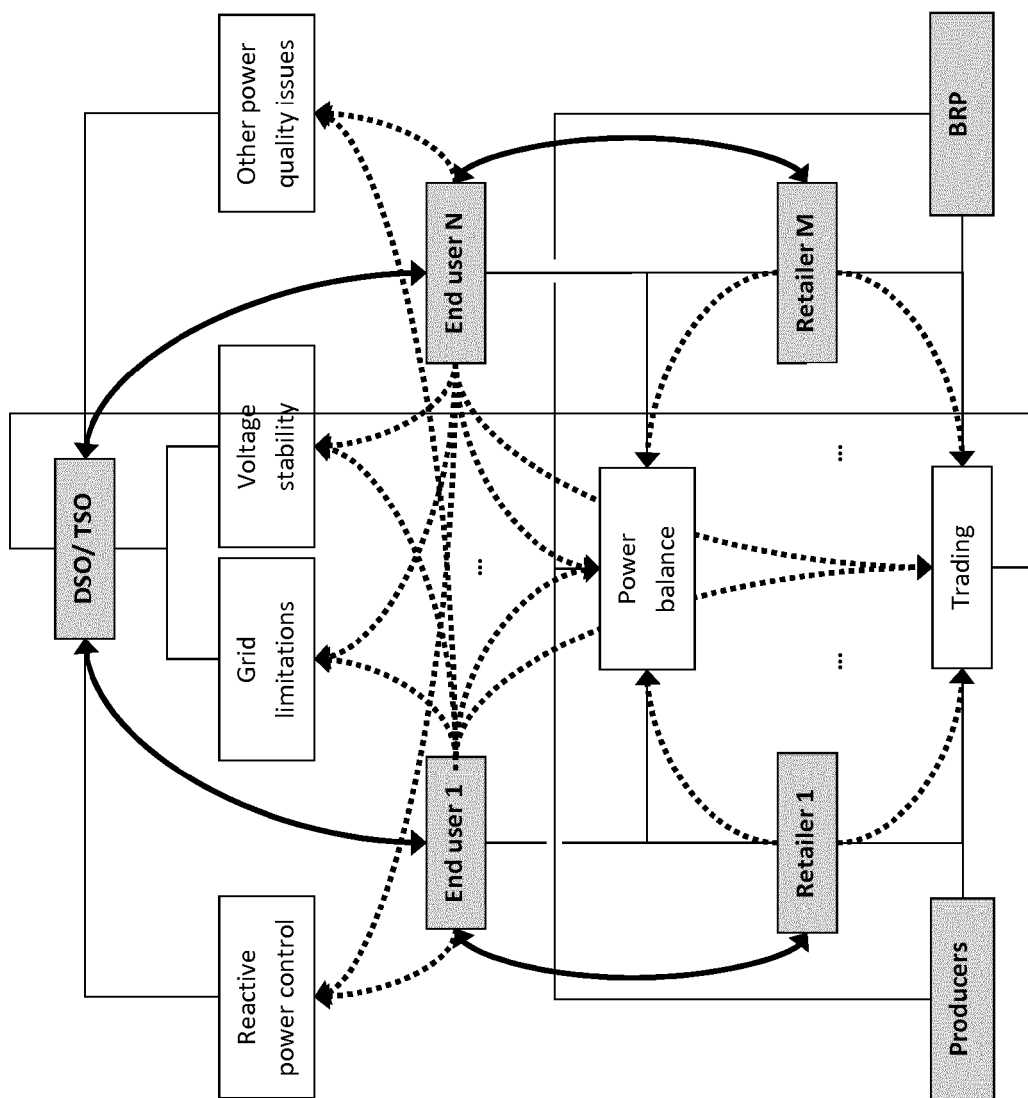 DSO/ TSO
Reactive
power control
Grid
limitations
Voltage
stability
Other power
quality issues
End user 1
...
End user N
Power
balance
Retailer 1
...
...
Retailer M
Producers
Trading
BRP